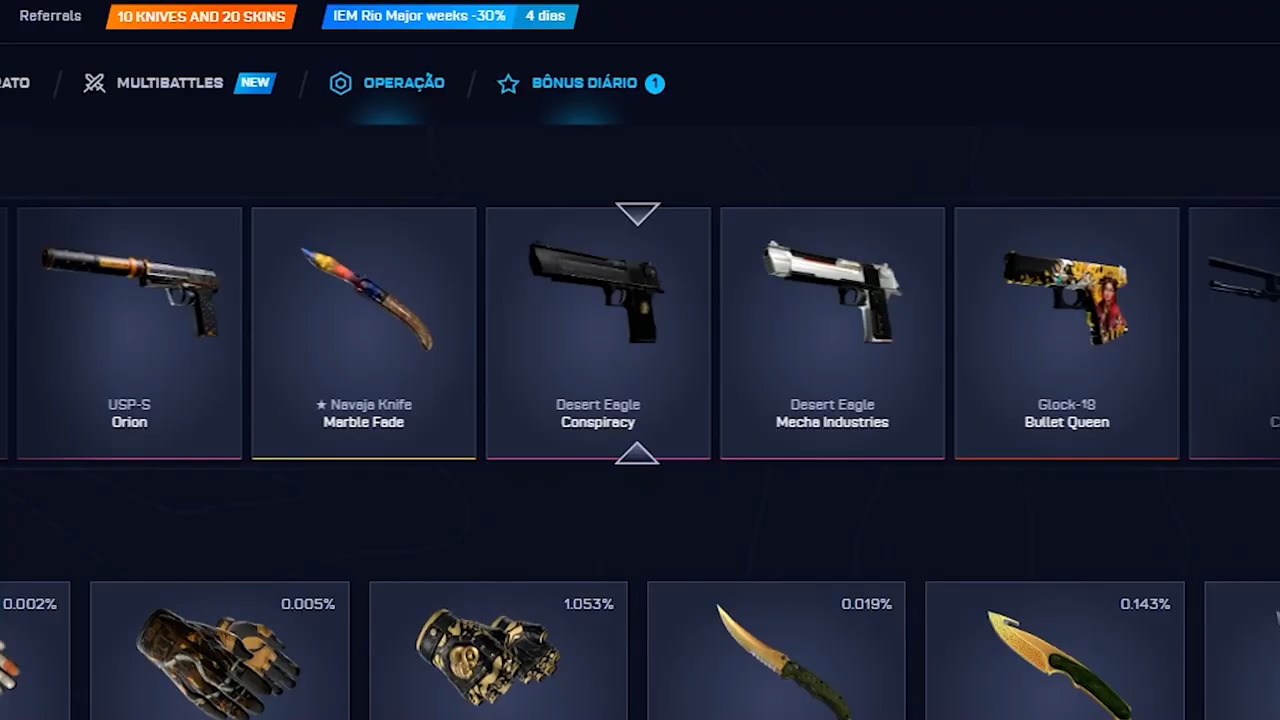 Referrals
10 KNIVES AND 20 SKINS
IEM Rio Major weeks -30%
4 dias
RATO
MULTIBATTLES
NEW
OPERAÇÃO
BÔNUS DIÁRIO
1
USP-S
Orion
★ Navaja Knife
Marble Fade
Desert Eagle
Conspiracy
Desert Eagle
Mecha Industries
Glock-18
Bullet Queen
C
0.002%
0.005%
1.053%
0.019%
0.143%